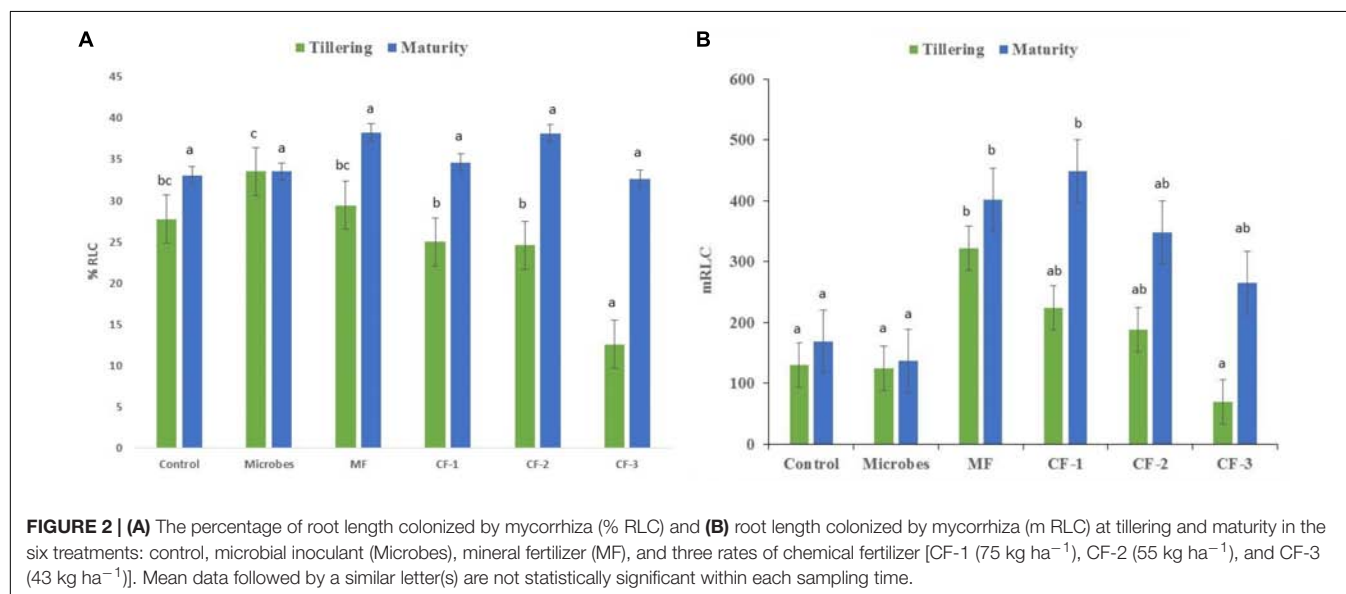 A
Tillering Maturity
45
40
35
30
25
20
15
10
5
0
% RLC
bc a c a bc a b a b a a a
Control Microbes MF CF-1 CF-2 CF-3
B
Tillering Maturity
600
500
400
300
200
100
0
mRLC
a a a a b b ab b ab ab a ab
Control Microbes MF CF-1 CF-2 CF-3
FIGURE 2 | (A) The percentage of root length colonized by mycorrhiza (% RLC) and (B) root length colonized by mycorrhiza (m RLC) at tillering and maturity in the
six treatments: control, microbial inoculant (Microbes), mineral fertilizer (MF), and three rates of chemical fertilizer [CF-1 (75 kg ha⁻¹), CF-2 (55 kg ha⁻¹), and CF-3
(43 kg ha⁻¹)]. Mean data followed by a similar letter(s) are not statistically significant within each sampling time.